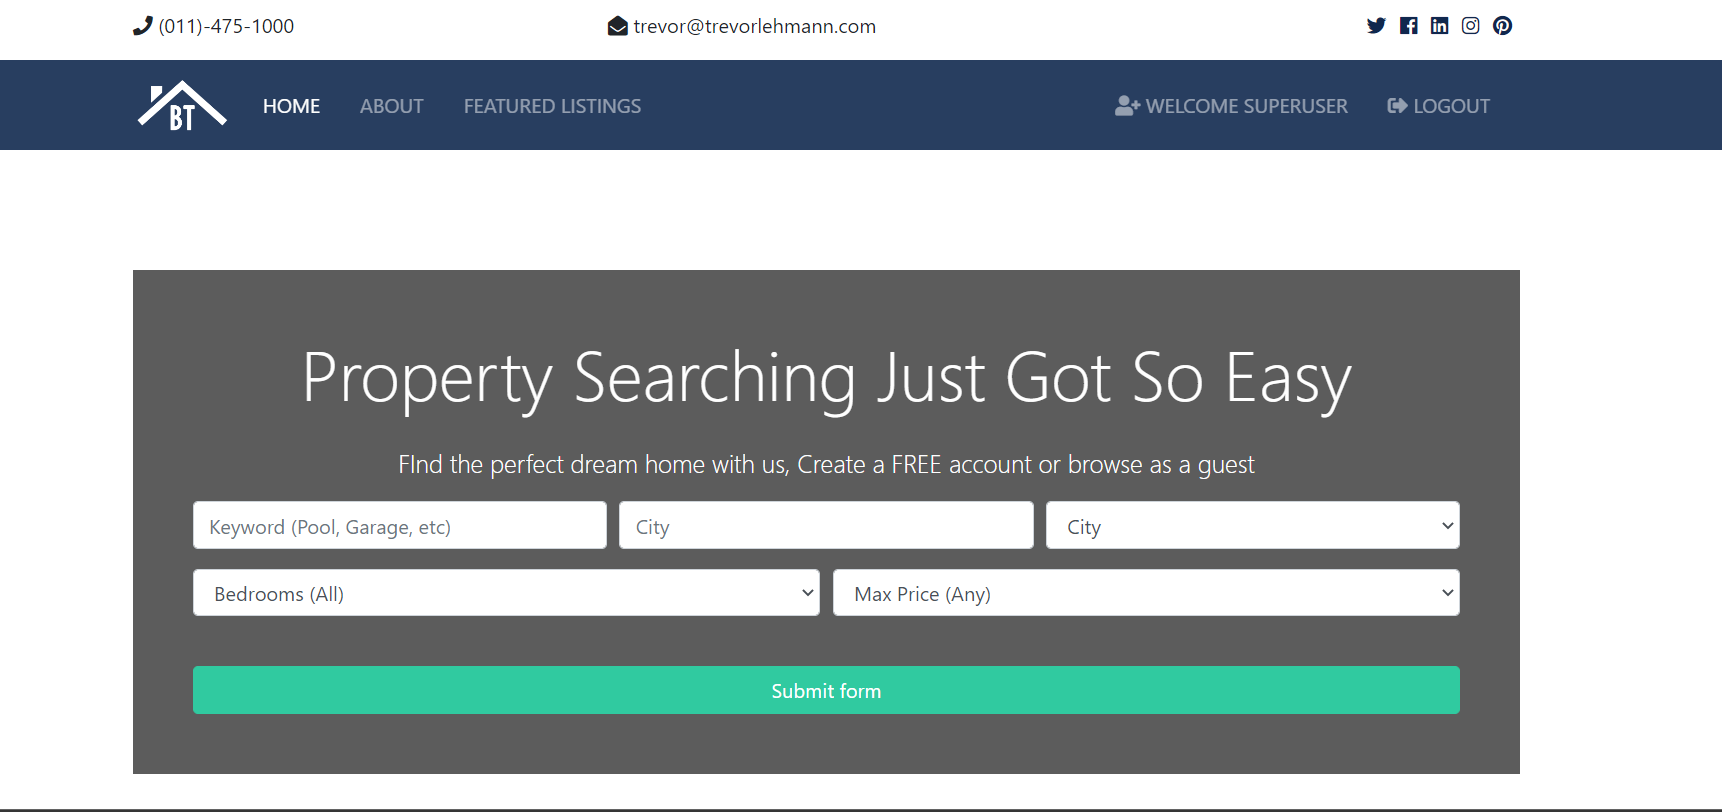 (011)-475-1000 trevor@trevorlehmann.com
BT HOME ABOUT FEATURED LISTINGS WELCOME SUPERUSER LOGOUT
Property Searching Just Got So Easy
FInd the perfect dream home with us, Create a FREE account or browse as a guest
Keyword (Pool, Garage, etc) City City
Bedrooms (All) Max Price (Any)
Submit form